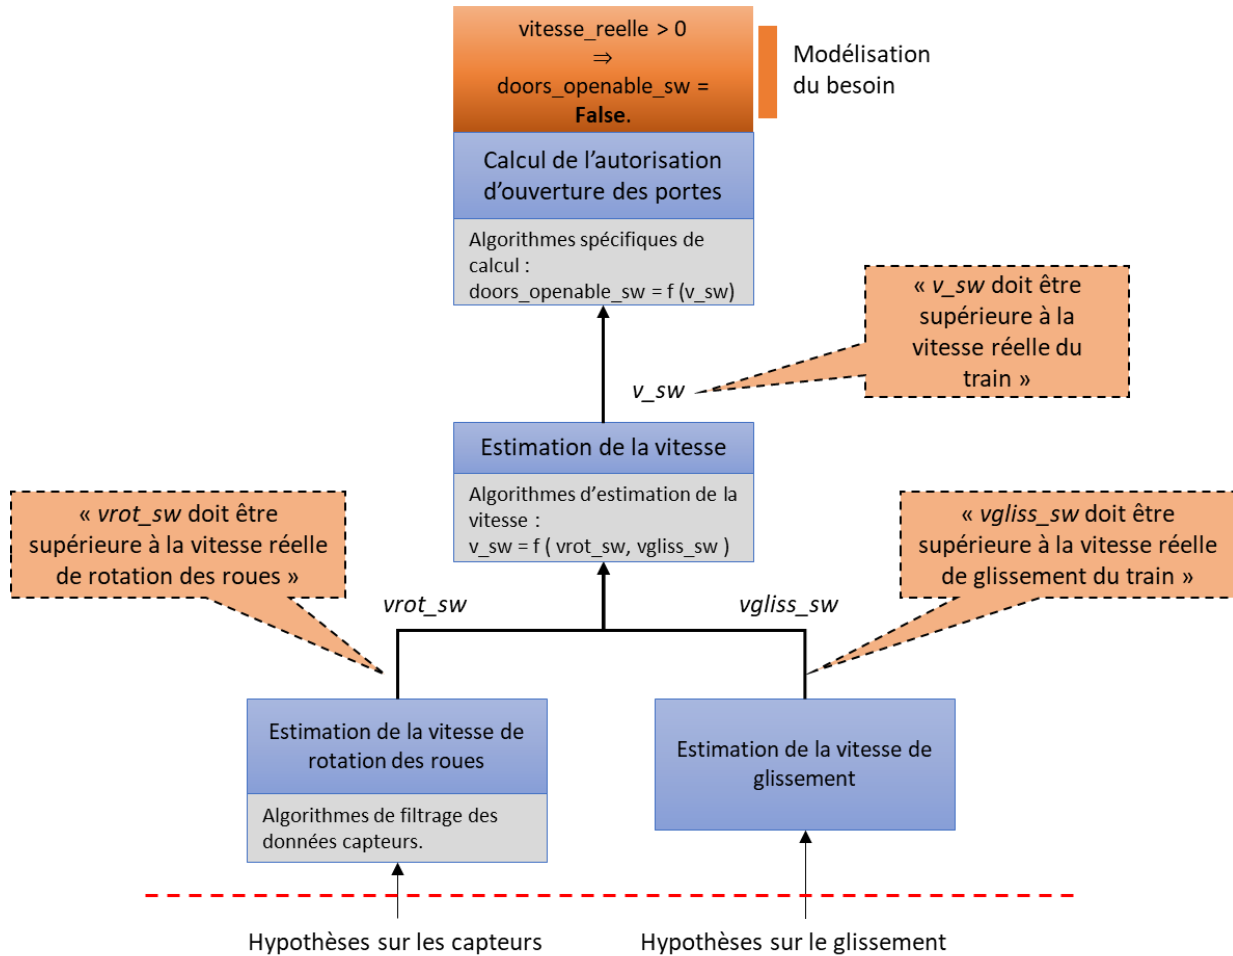 vitesse_reelle > 0
⇒
doors_openable_sw =
False.
Modélisation
du besoin
Calcul de l’autorisation
d’ouverture des portes
Algorithmes spécifiques de
calcul :
doors_openable_sw = f (v_sw)
« v_sw doit être
supérieure à la
vitesse réelle du
train »
v_sw
Estimation de la vitesse
Algorithmes d’estimation de la
vitesse :
v_sw = f ( vrot_sw, vgliss_sw )
« vrot_sw doit être
supérieure à la vitesse réelle
de rotation des roues »
« vgliss_sw doit être
supérieure à la vitesse réelle
de glissement du train »
vrot_sw
vgliss_sw
Estimation de la vitesse de
rotation des roues
Algorithmes de filtrage des
données capteurs.
Estimation de la vitesse de
glissement
Hypothèses sur les capteurs
Hypothèses sur le glissement